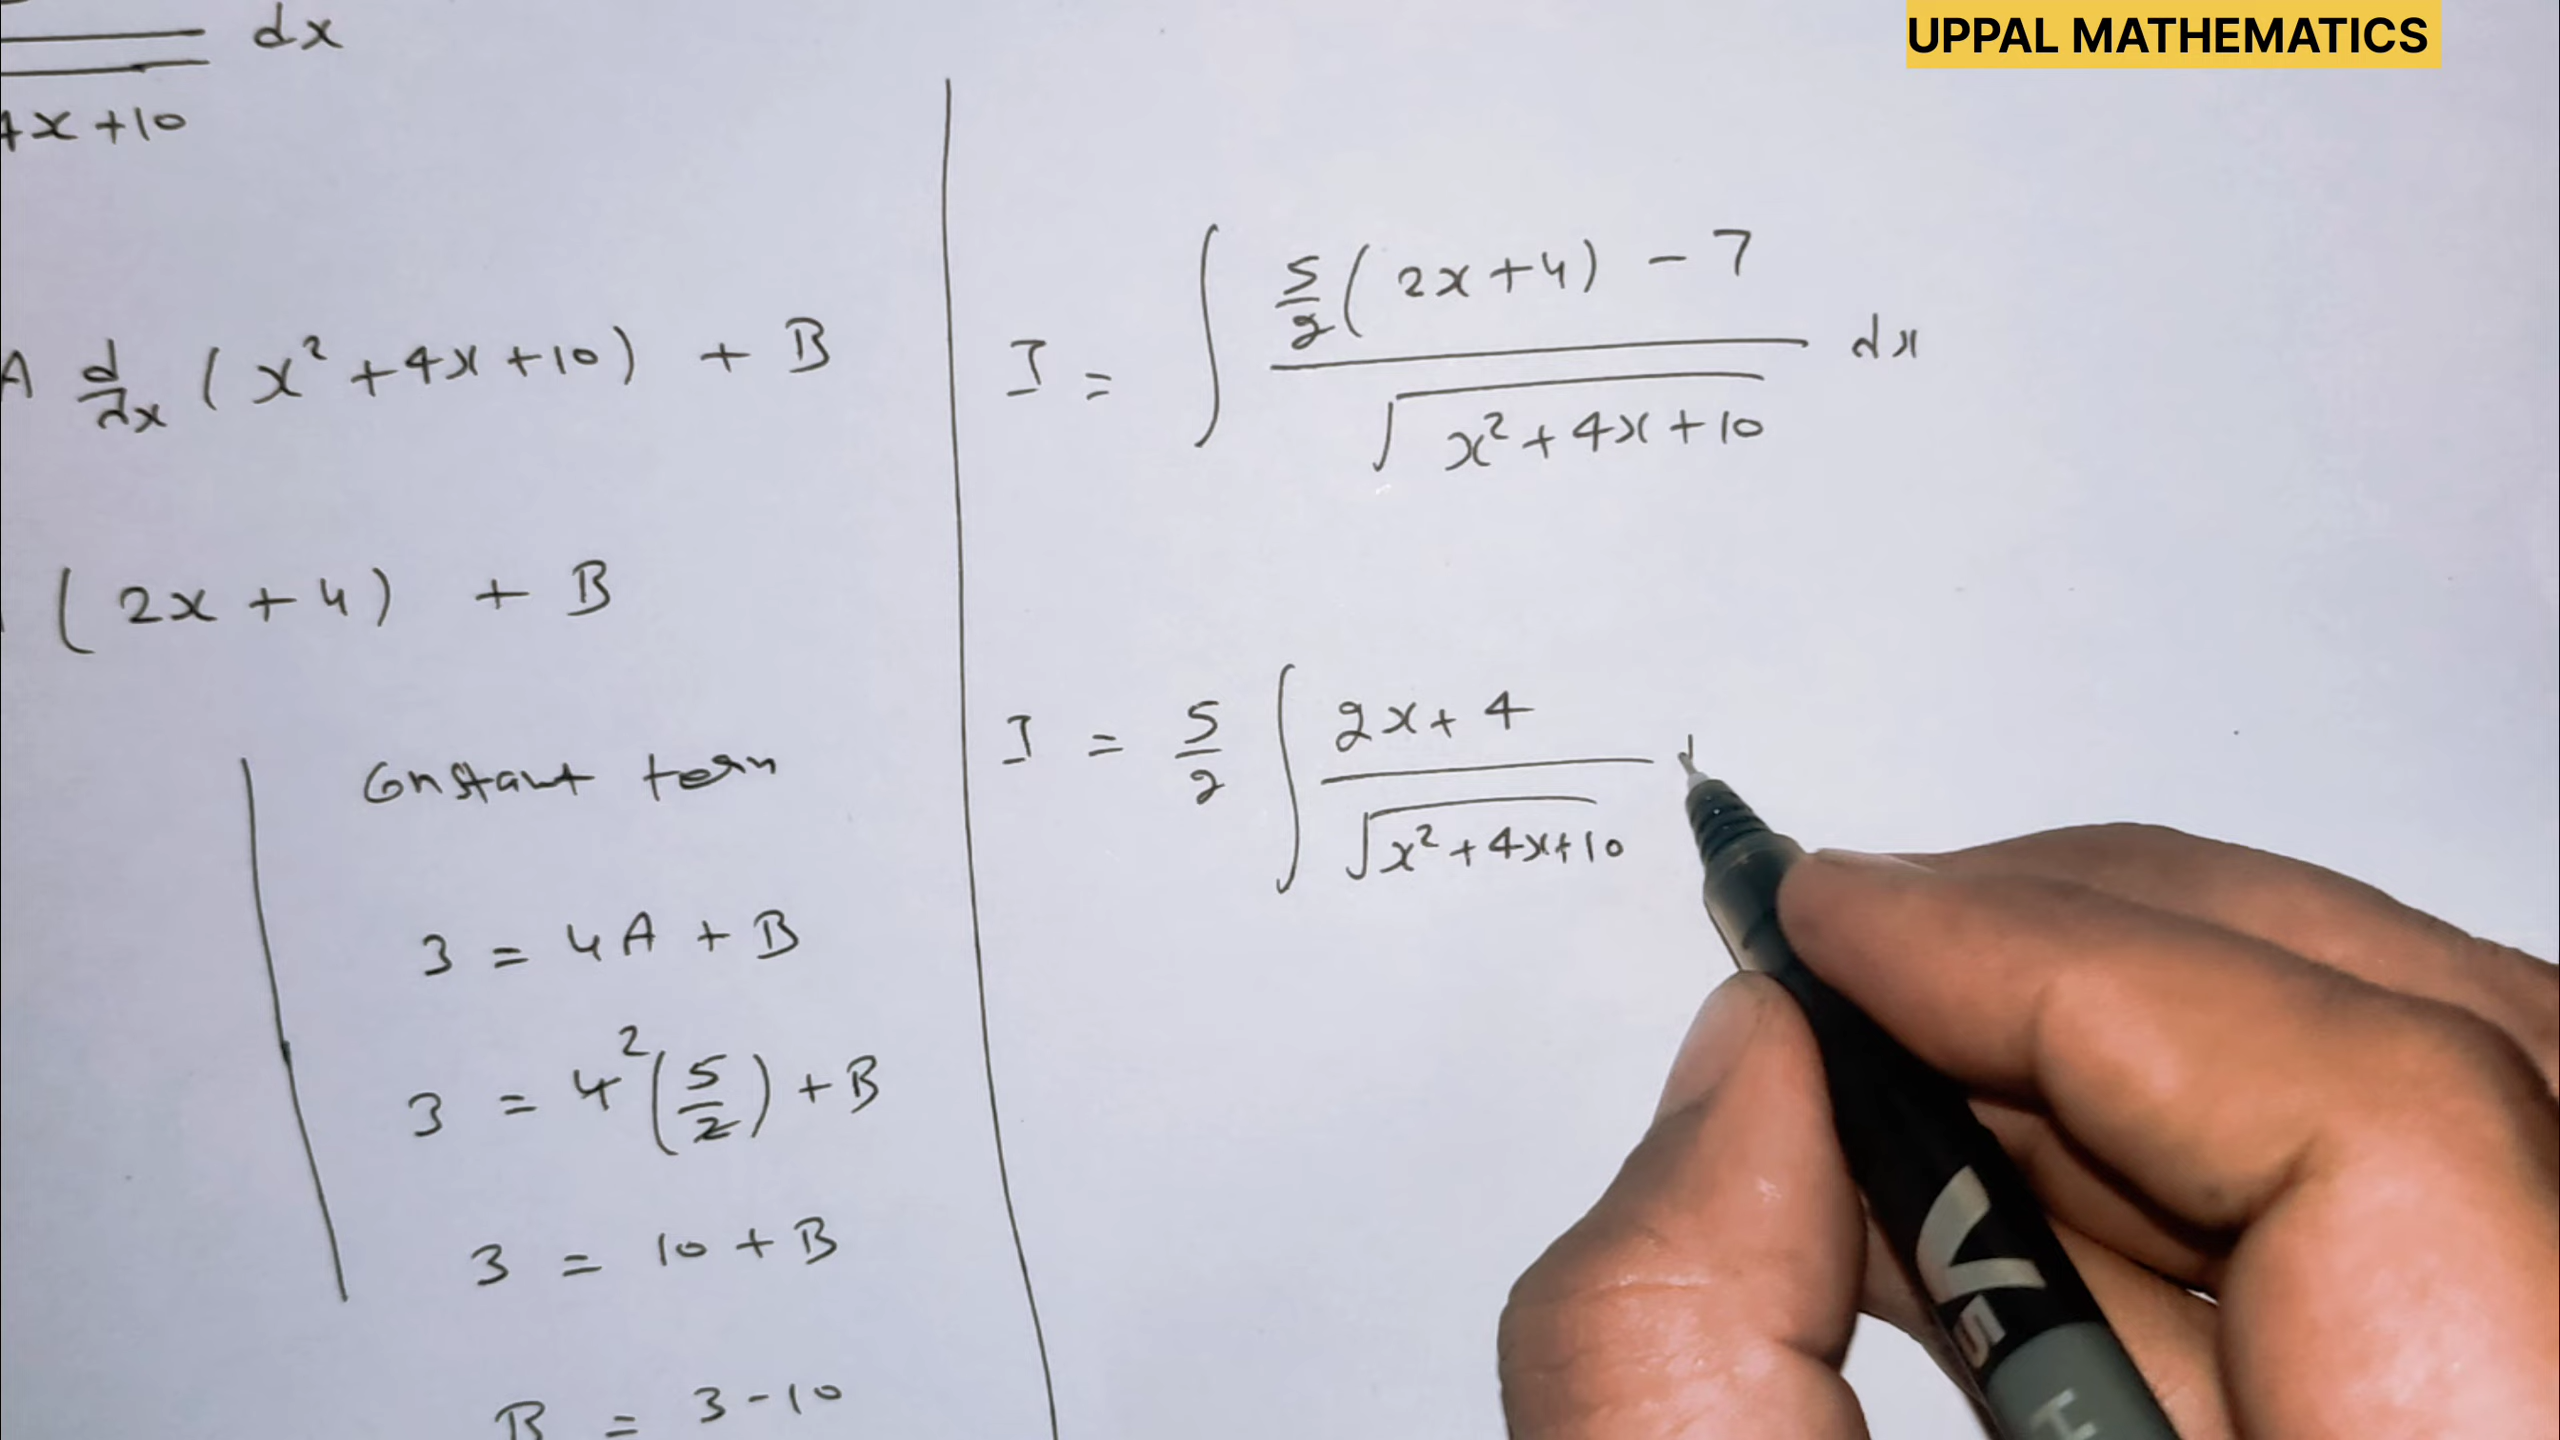 UPPAL MATHEMATICS
dx
4x+10
A d/dx (x² + 4x + 10) + B
(2x + 4) + B
Constant term
3 = 4A + B
3 = 4² (5/2) + B
3 = 10 + B
B = 3 - 10
I = ∫ 5/2 (2x + 4) - 7 / √x² + 4x + 10 dx
I = 5/2 ∫ 2x + 4 / √x² + 4x + 10 d
V5
H